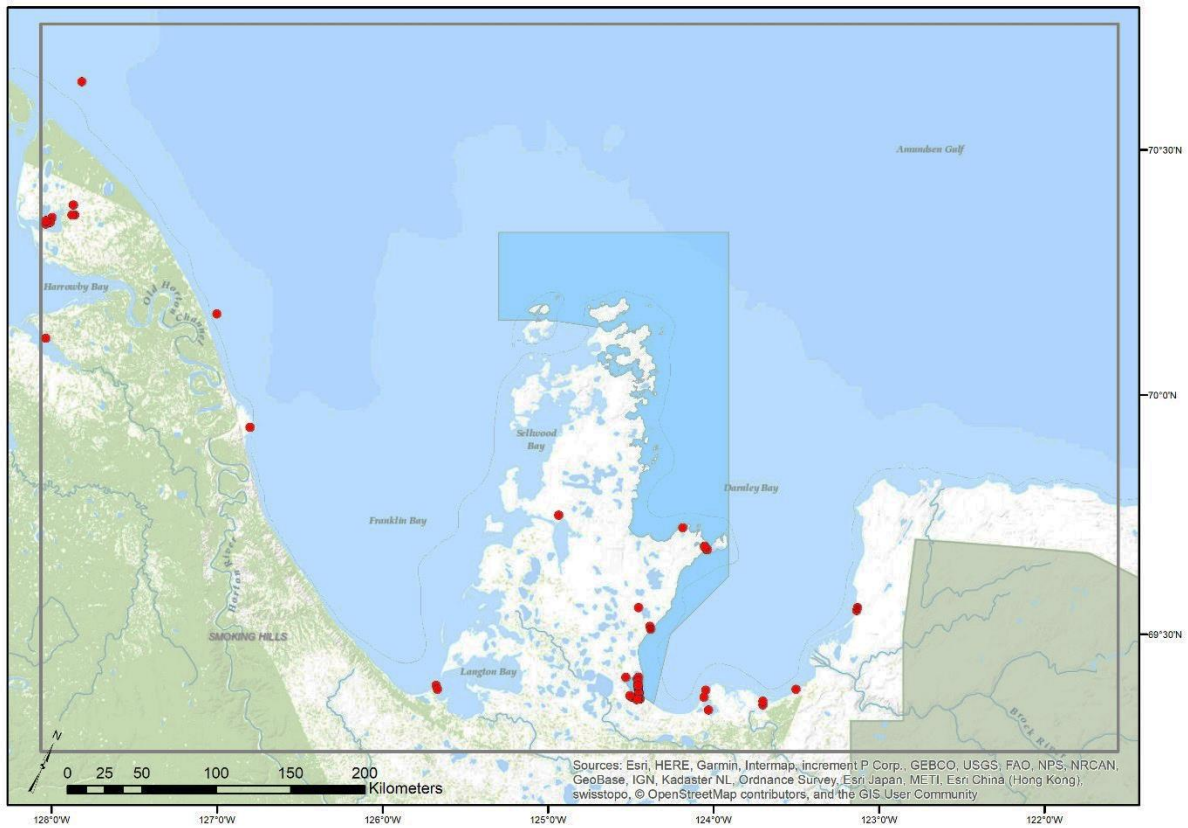 Amundsen Gulf
70°30'N
Harrowby Bay
Old Horton Channel
70°0'N
Sellwood
Bay
Darnley Bay
Franklin Bay
Horton River
SMOKING HILLS
69°30'N
Langton Bay
Brock River
N
0 25 50 100 150 200
Kilometers
Sources: Esri, HERE, Garmin, Intermap, increment P Corp., GEBCO, USGS, FAO, NPS, NRCAN,
GeoBase, IGN, Kadaster NL, Ordnance Survey, Esri Japan, METI, Esri China (Hong Kong),
swisstopo, © OpenStreetMap contributors, and the GIS User Community
128°0'W 127°0'W 126°0'W 125°0'W 124°0'W 123°0'W 122°0'W